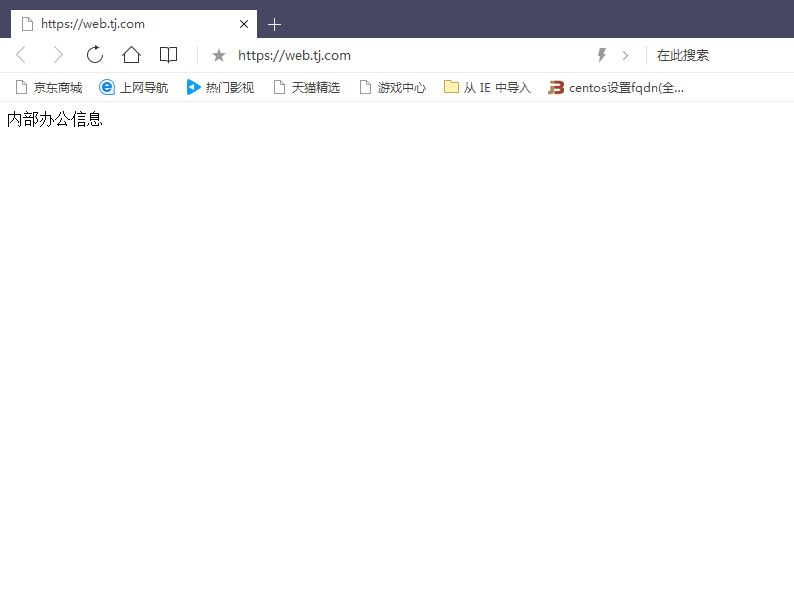 https://web.tj.com
https://web.tj.com 在此搜索
京东商城 上网导航 热门影视 天猫精选 游戏中心 从 IE 中导入 centos设置fqdn(全...
内部办公信息